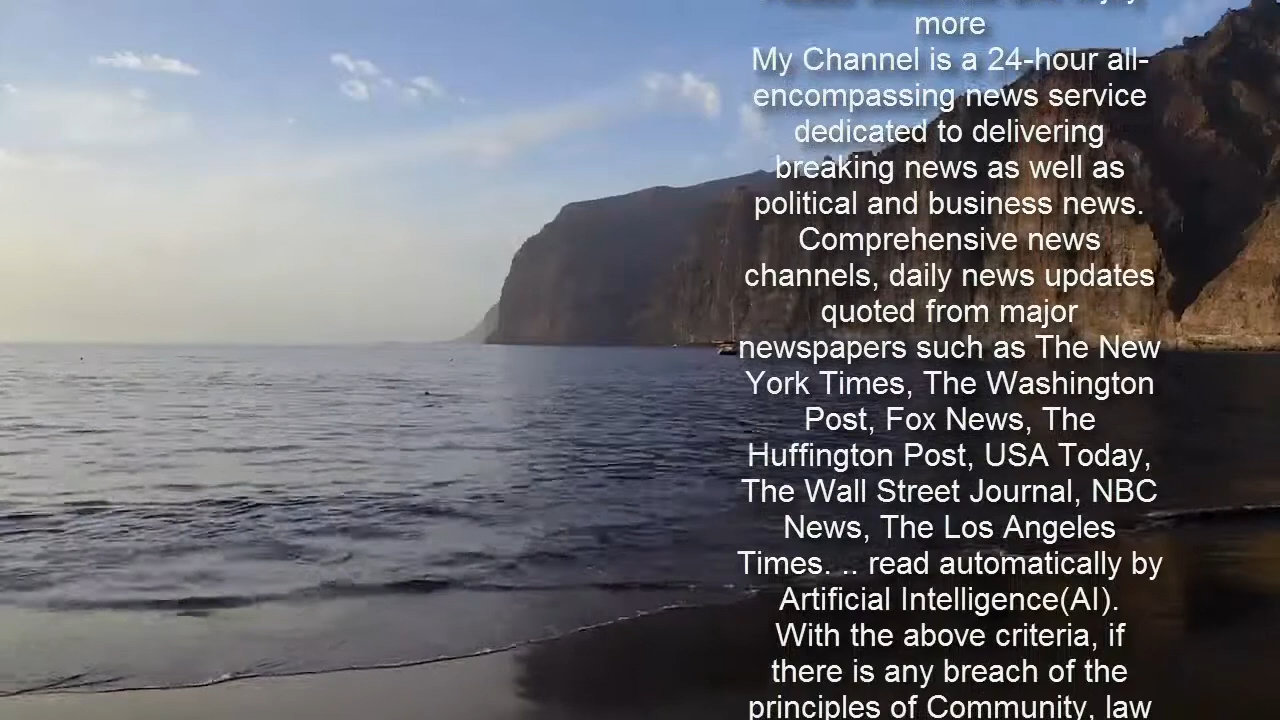 more
My Channel is a 24-hour all-
encompassing news service
dedicated to delivering
breaking news as well as
political and business news.
Comprehensive news
channels, daily news updates
quoted from major
newspapers such as The New
York Times, The Washington
Post, Fox News, The
Huffington Post, USA Today,
The Wall Street Journal, NBC
News, The Los Angeles
Times. .. read automatically by
Artificial Intelligence(AI).
With the above criteria, if
there is any breach of the
principles of Community, law